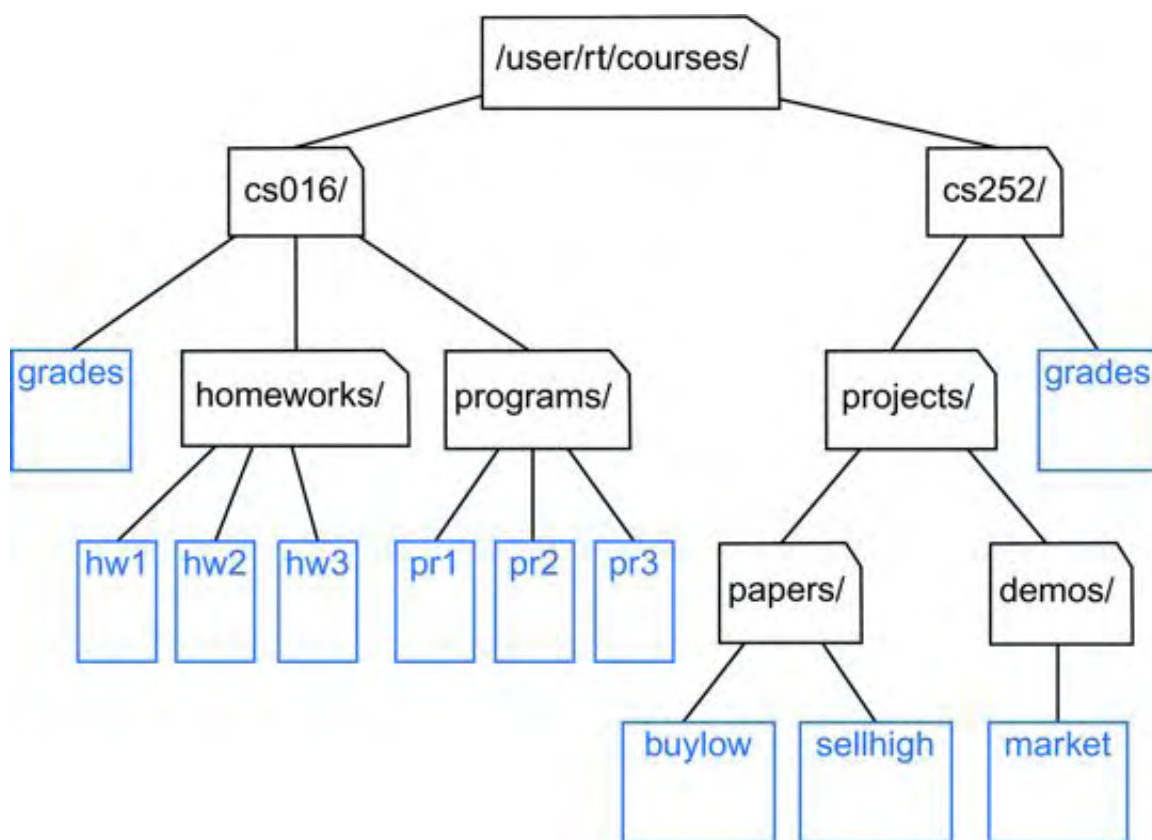 /user/rt/courses/
cs016/
cs252/
grades
homeworks/
programs/
projects/
grades
hw1
hw2
hw3
pr1
pr2
pr3
papers/
demos/
buylow
sellhigh
market